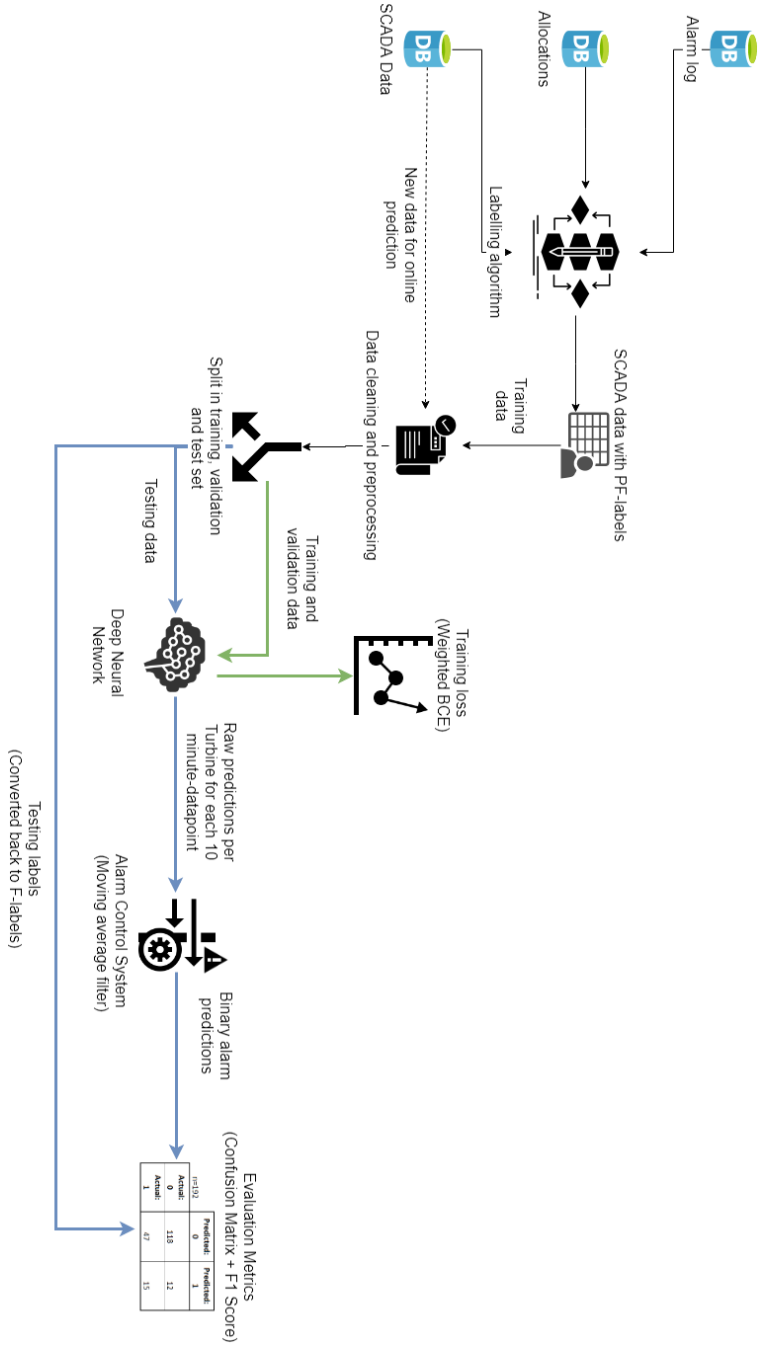 Alarm log
DB
Allocations
DB
SCADA Data
DB
Labelling algorithm
New data for online
prediction
SCADA data with PF-labels
Training
data
Data cleaning and preprocessing
Split in training, validation
and test set
Training and
validation data
Testing data
Training loss
(Weighted BCE)
Deep Neural
Network
Raw predictions per
Turbine for each 10
minute-datapoint
Alarm Control System
(Moving average filter)
Binary alarm
predictions
Testing labels
(Converted back to F-labels)
Evaluation Metrics
(Confusion Matrix + F1 Score)
n=192
Predicted:
0
Predicted:
1
Actual:
0
118
12
Actual:
1
47
15